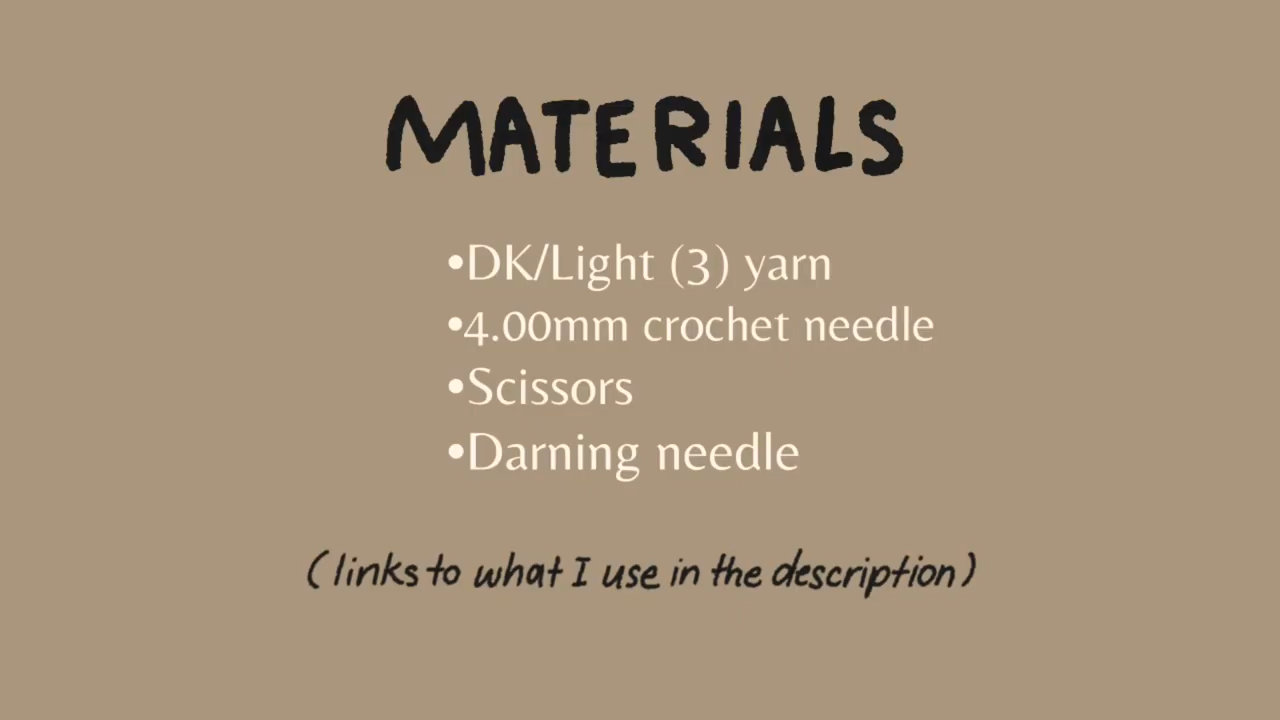 MATERIALS
•DK/Light (3) yarn
•4.00mm crochet needle
•Scissors
•Darning needle
(links to what I use in the description)